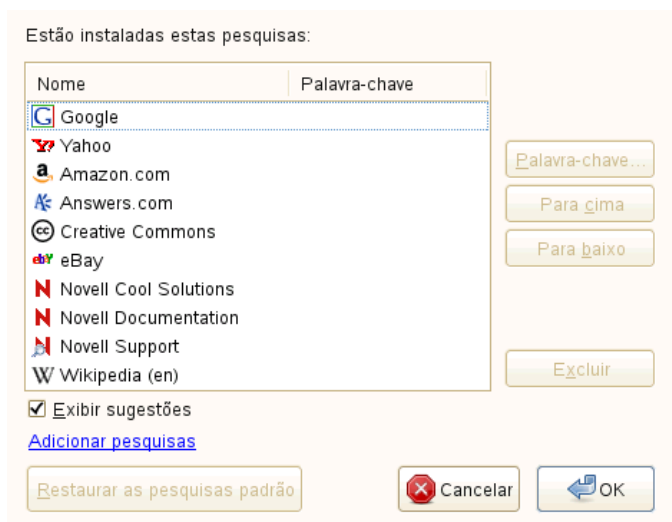 Estão instaladas estas pesquisas:
Nome Palavra-chave
Google
Yahoo
Palavra-chave...
Amazon.com
Answers.com
Para cima
Creative Commons
Para baixo
eBay
Novell Cool Solutions
Novell Documentation
Novell Support
Wikipedia (en)
Excluir
Exibir sugestões
Adicionar pesquisas
Restaurar as pesquisas padrão Cancelar OK